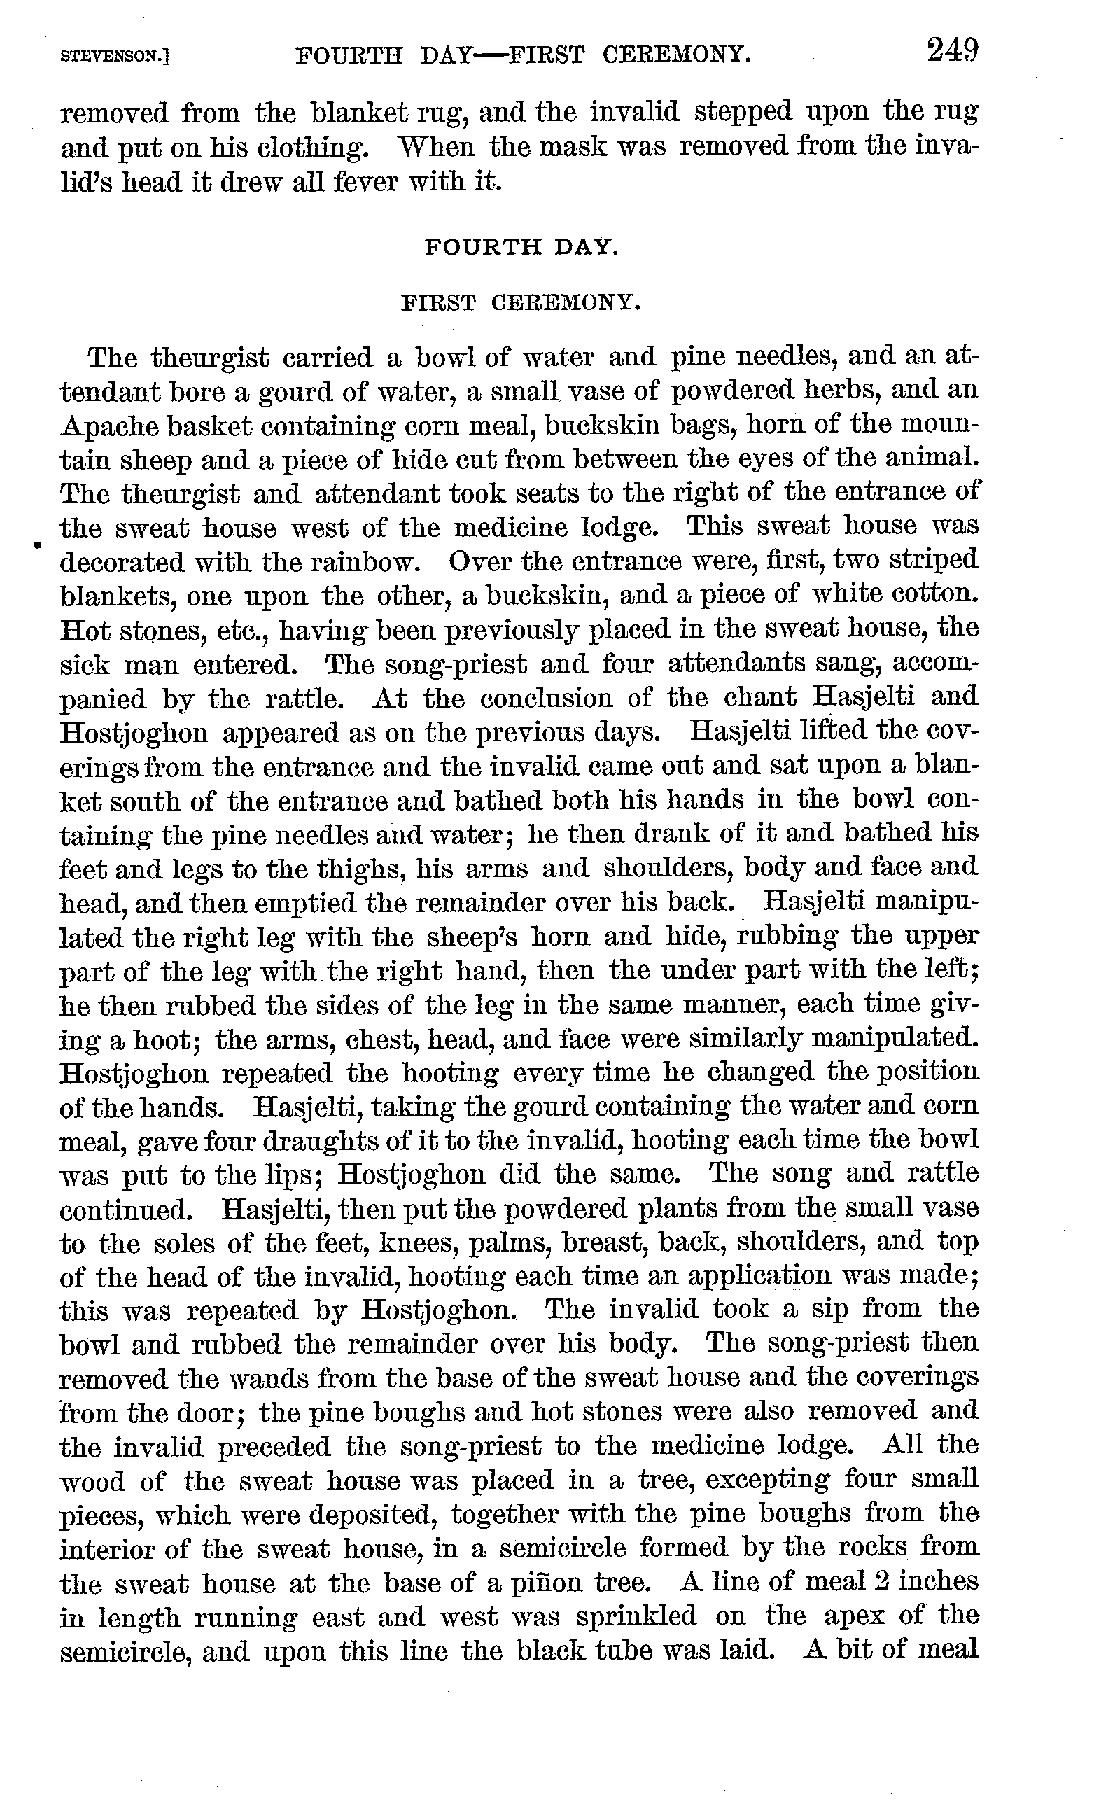 STEVENSON.] FOURTH DAY—FIRST CEREMONY. 249
removed from the blanket rug, and the invalid stepped upon the rug
and put on his clothing. When the mask was removed from the inva-
lid's head it drew all fever with it.
FOURTH DAY.
FIRST CEREMONY.
The theurgist carried a bowl of water and pine needles, and an at-
tendant bore a gourd of water, a small vase of powdered herbs, and an
Apache basket containing corn meal, buckskin bags, horn of the moun-
tain sheep and a piece of hide cut from between the eyes of the animal.
The theurgist and attendant took seats to the right of the entrance of
the sweat house west of the medicine lodge. This sweat house was
decorated with the rainbow. Over the entrance were, first, two striped
blankets, one upon the other, a buckskin, and a piece of white cotton.
Hot stones, etc., having been previously placed in the sweat house, the
sick man entered. The song-priest and four attendants sang, accom-
panied by the rattle. At the conclusion of the chant Hasjelti and
Hostjoghon appeared as on the previous days. Hasjelti lifted the cov-
erings from the entrance and the invalid came out and sat upon a blan-
ket south of the entrance and bathed both his hands in the bowl con-
taining the pine needles and water; he then drank of it and bathed his
feet and legs to the thighs, his arms and shoulders, body and face and
head, and then emptied the remainder over his back. Hasjelti manipu-
lated the right leg with the sheep's horn and hide, rubbing the upper
part of the leg with the right hand, then the under part with the left;
he then rubbed the sides of the leg in the same manner, each time giv-
ing a hoot; the arms, chest, head, and face were similarly manipulated.
Hostjoghon repeated the hooting every time he changed the position
of the hands. Hasjelti, taking the gourd containing the water and corn
meal, gave four draughts of it to the invalid, hooting each time the bowl
was put to the lips; Hostjoghon did the same. The song and rattle
continued. Hasjelti, then put the powdered plants from the small vase
to the soles of the feet, knees, palms, breast, back, shoulders, and top
of the head of the invalid, hooting each time an application was made;
this was repeated by Hostjoghon. The invalid took a sip from the
bowl and rubbed the remainder over his body. The song-priest then
removed the wands from the base of the sweat house and the coverings
from the door; the pine boughs and hot stones were also removed and
the invalid preceded the song-priest to the medicine lodge. All the
wood of the sweat house was placed in a tree, excepting four small
pieces, which were deposited, together with the pine boughs from the
interior of the sweat house, in a semicircle formed by the rocks from
the sweat house at the base of a piñon tree. A line of meal 2 inches
in length running east and west was sprinkled on the apex of the
semicircle, and upon this line the black tube was laid. A bit of meal